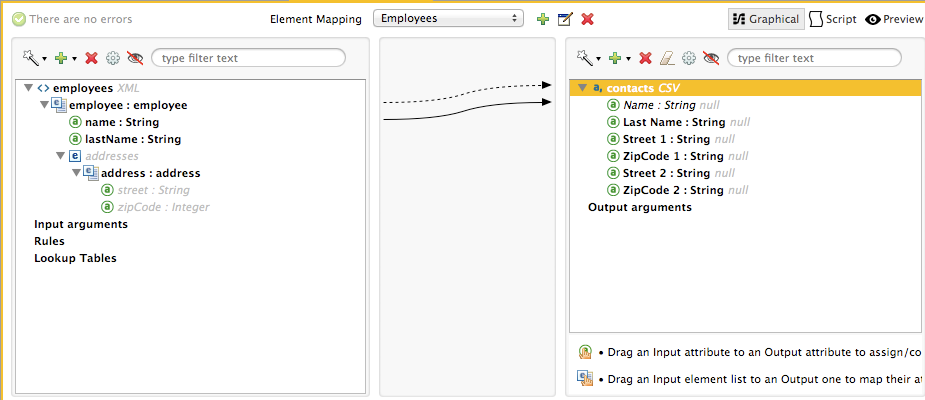 There are no errors
Element Mapping
Employees
Graphical
Script
Preview
type filter text
employees XML
employee : employee
name : String
lastName : String
addresses
address : address
street : String
zipCode : Integer
Input arguments
Rules
Lookup Tables
type filter text
contacts CSV
Name : String null
Last Name : String null
Street 1 : String null
ZipCode 1 : String null
Street 2 : String null
ZipCode 2 : String null
Output arguments
• Drag an Input attribute to an Output attribute to assign/co
• Drag an Input element list to an Output one to map their at